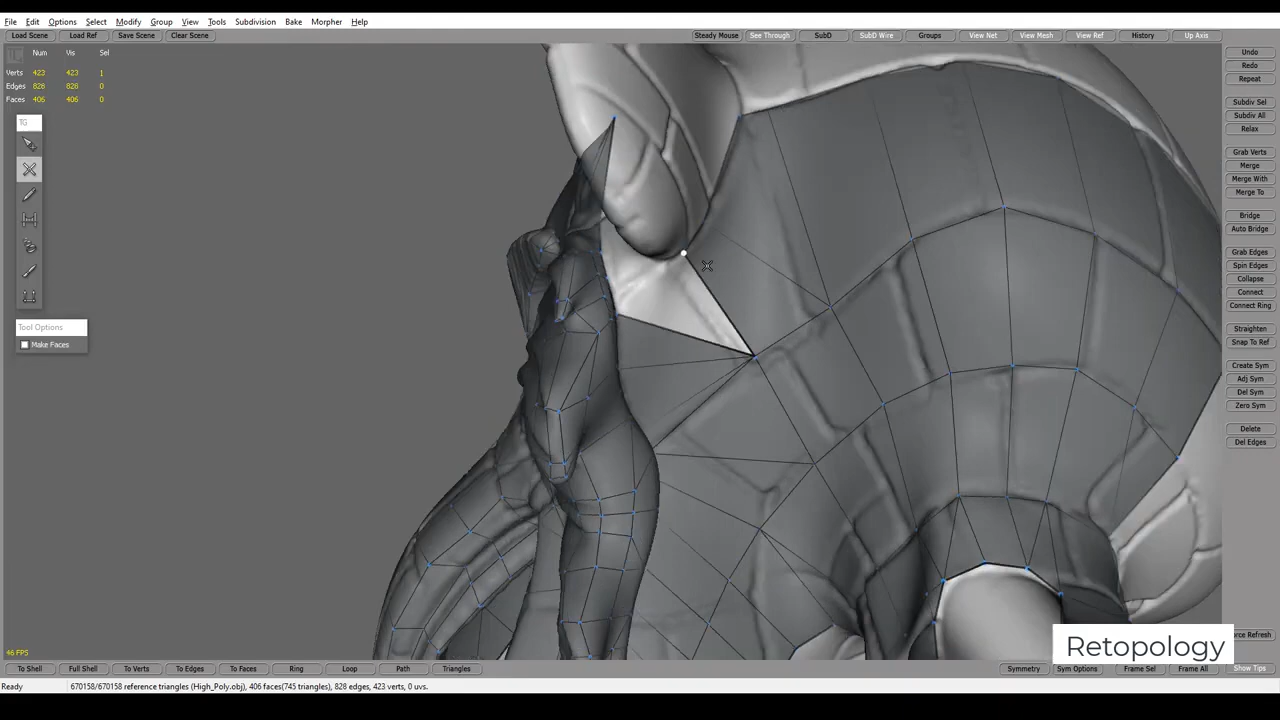 File Edit Options Select Modify Group View Tools Subdivision Bake Morpher Help
Load Scene Load Ref Save Scene Clear Scene Steady Mouse See Through SubD SubD Wire Groups View Net View Mesh View Ref History Up Axis
Num Vis Sel
Verts 423 423 1
Edges 828 828 0
Faces 406 406 0
TG
Tool Options
Make Faces
Undo
Redo
Repeat
Subdiv Sel
Subdiv All
Relax
Grab Verts
Merge
Merge With
Merge To
Bridge
Auto Bridge
Grab Edges
Spin Edges
Collapse
Connect
Connect Ring
Straighten
Snap To Ref
Create Sym
Adj Sym
Del Sym
Zero Sym
Delete
Del Edges
Retopology
orce Refresh
46 FPS
To Shell Full Shell To Verts To Edges To Faces Ring Loop Path Triangles Symmetry Sym Options Frame Sel Frame All Show Tips
Ready 670158/670158 reference triangles (High_Poly.obj), 406 faces(745 triangles), 828 edges, 423 verts, 0 uvs.